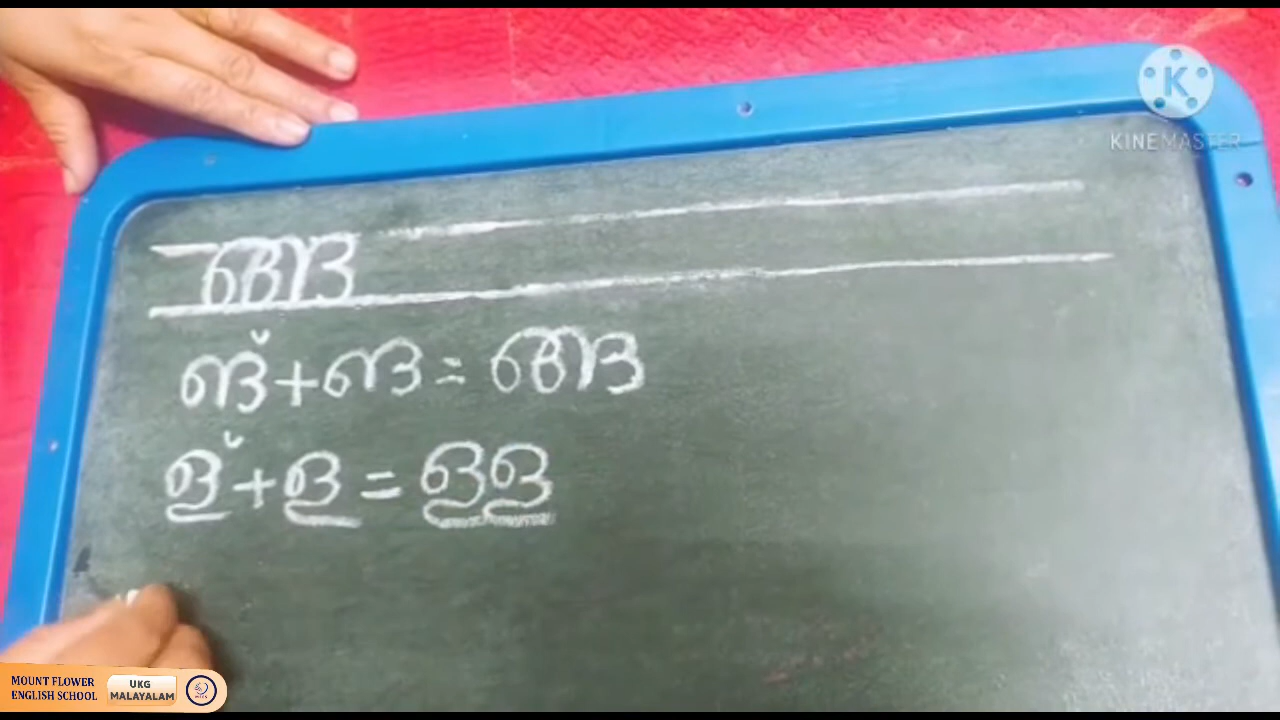 KINEMASTER
ങ്ങ
ങ് + ങ = ങ്ങ
ള് + ള = ള്ള
MOUNT FLOWER
ENGLISH SCHOOL
UKG
MALAYALAM